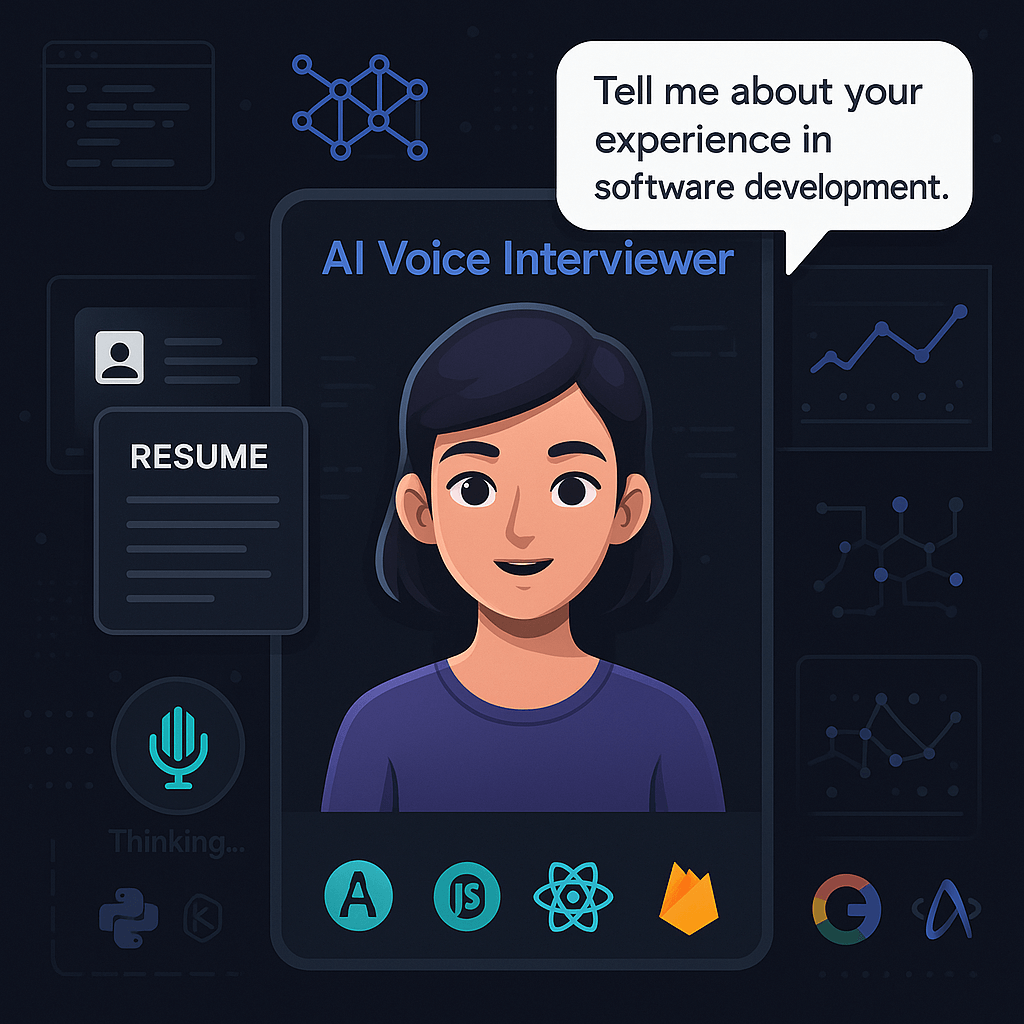 Tell me about your
experience in
software development.
AI Voice Interviewer
RESUME
Thinking...
A
JS